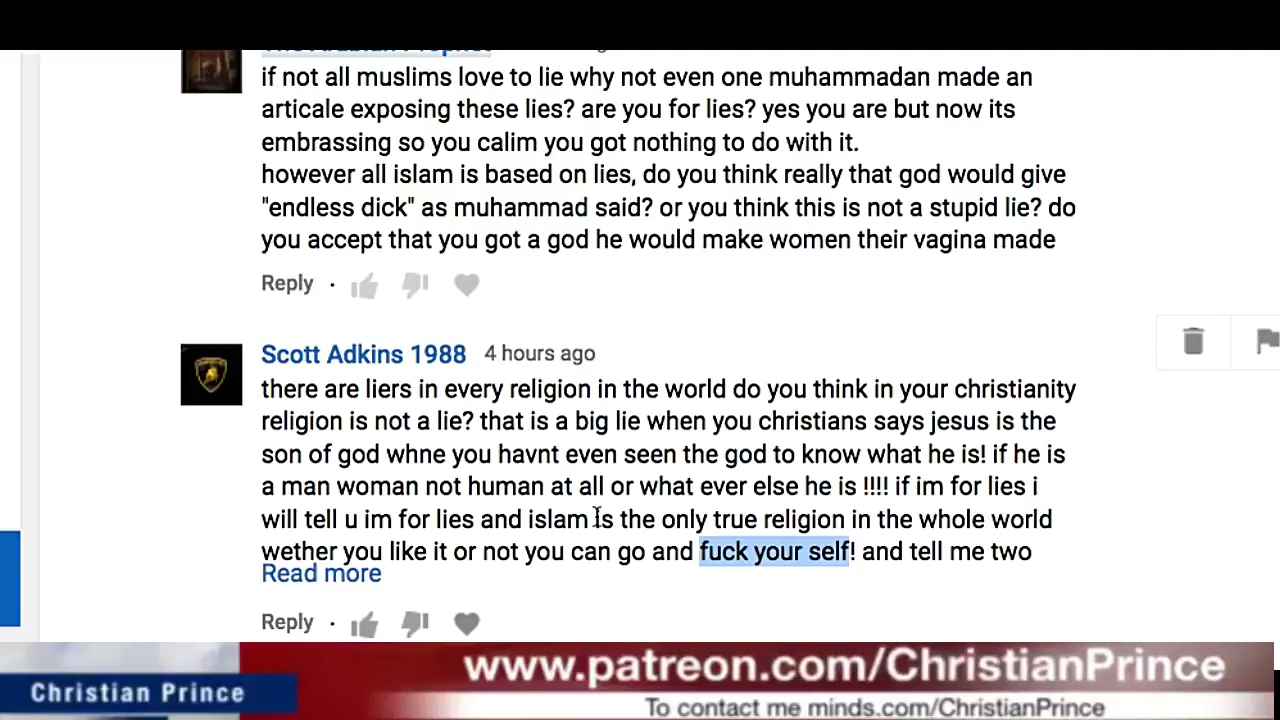 if not all muslims love to lie why not even one muhammadan made an
articale exposing these lies? are you for lies? yes you are but now its
embrassing so you calim you got nothing to do with it.
however all islam is based on lies, do you think really that god would give
"endless dick" as muhammad said? or you think this is not a stupid lie? do
you accept that you got a god he would make women their vagina made
Reply
Scott Adkins 1988 4 hours ago
there are liers in every religion in the world do you think in your christianity
religion is not a lie? that is a big lie when you christians says jesus is the
son of god whne you havnt even seen the god to know what he is! if he is
a man woman not human at all or what ever else he is !!!! if im for lies i
will tell u im for lies and islam is the only true religion in the whole world
wether you like it or not you can go and fuck your self! and tell me two
Read more
Reply
www.patreon.com/ChristianPrince
Christian Prince
To contact me minds.com/ChristianPrince